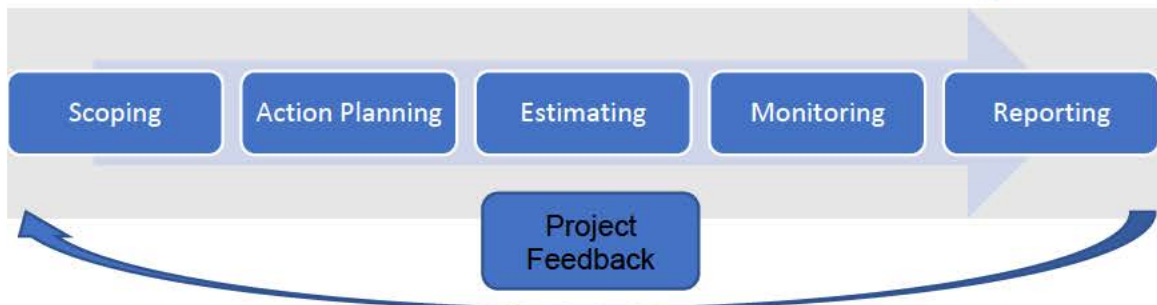 Scoping
Action Planning
Estimating
Monitoring
Reporting
Project
Feedback